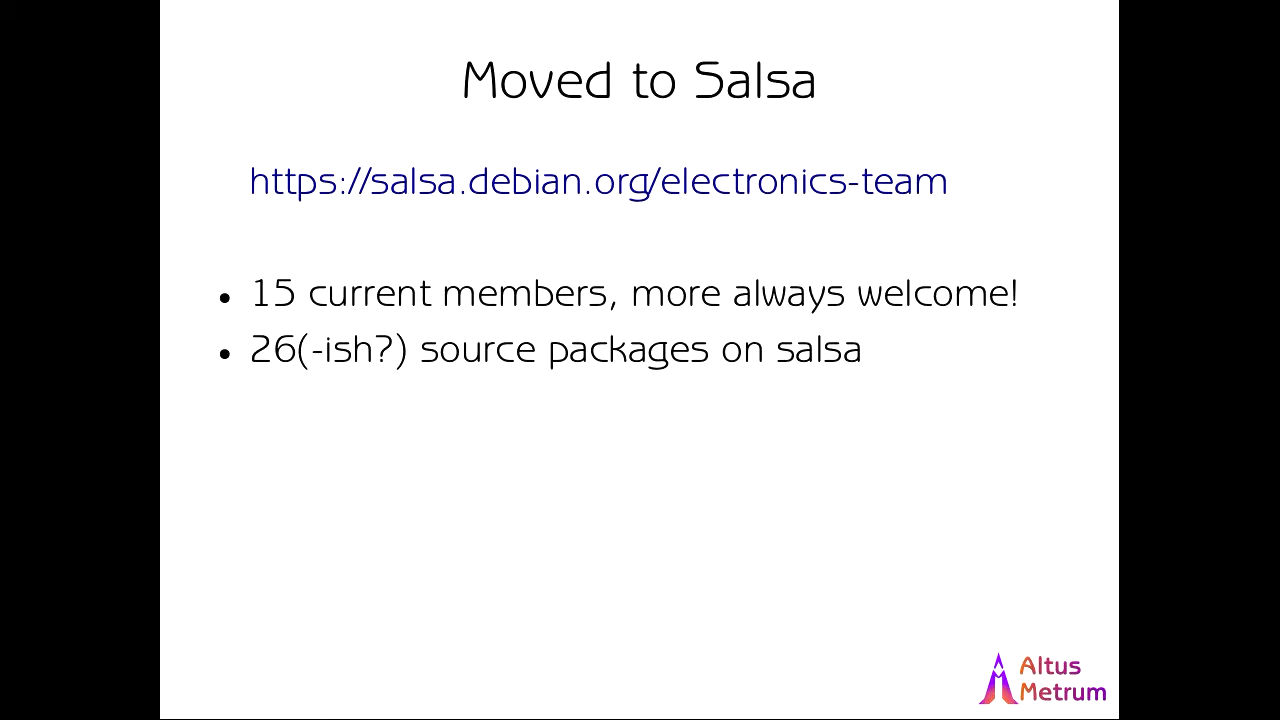 Moved to Salsa
https://salsa.debian.org/electronics-team
• 15 current members, more always welcome!
• 26(-ish?) source packages on salsa
Altus
Metrum